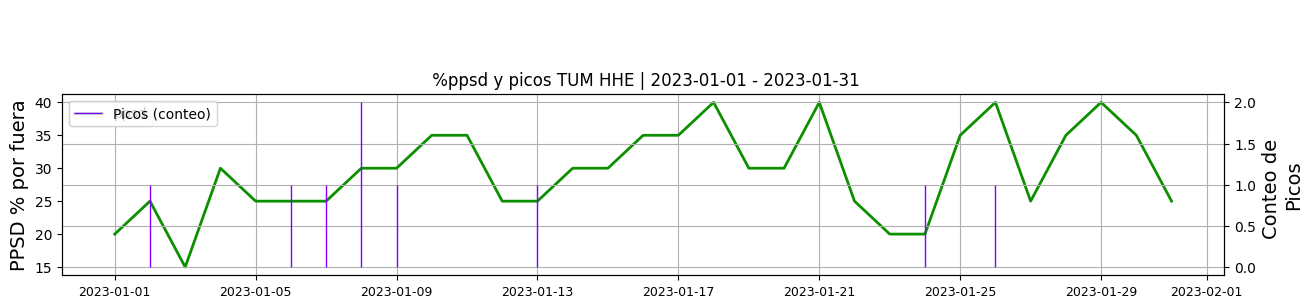 %ppsd y picos TUM HHE | 2023-01-01 - 2023-01-31
PPSD % por fuera
40
35
30
25
20
15
Picos (conteo)
2.0
1.5
1.0
0.5
0.0
Conteo de
Picos
2023-01-01 2023-01-05 2023-01-09 2023-01-13 2023-01-17 2023-01-21 2023-01-25 2023-01-29 2023-02-01